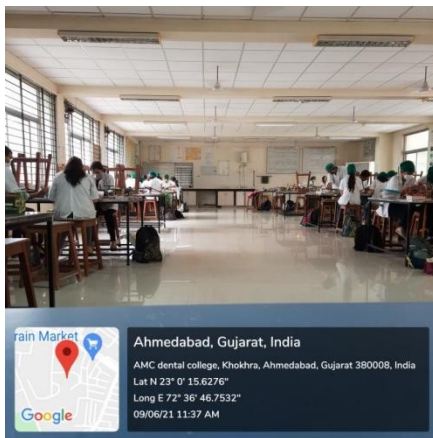 rain Market
Google
Ahmedabad, Gujarat, India
AMC dental college, Khokhra, Ahmedabad, Gujarat 380008, India
Lat N 23° 0' 15.6276"
Long E 72° 36' 46.7532"
09/06/21 11:37 AM